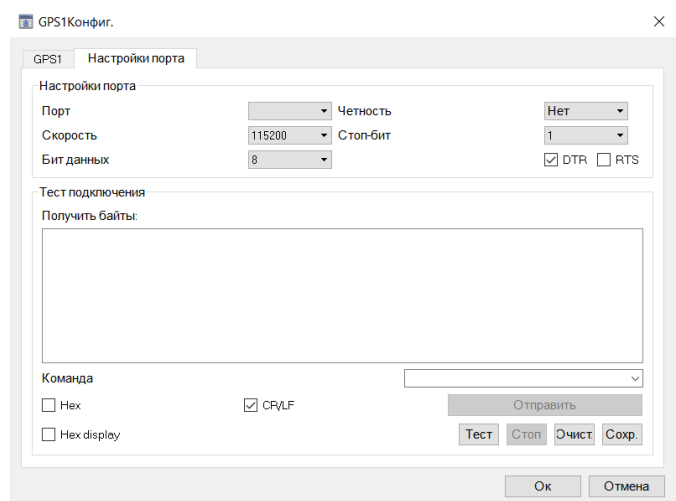 GPS1Конфиг.
GPS1 Настройки порта
Настройки порта
Порт Четность Нет
Скорость 115200 Стоп-бит 1
Бит данных 8 DTR RTS
Тест подключения
Получить байты:
Команда
Hex CR/LF Отправить
Hex display Тест Стоп Очист. Сохр.
Ок Отмена